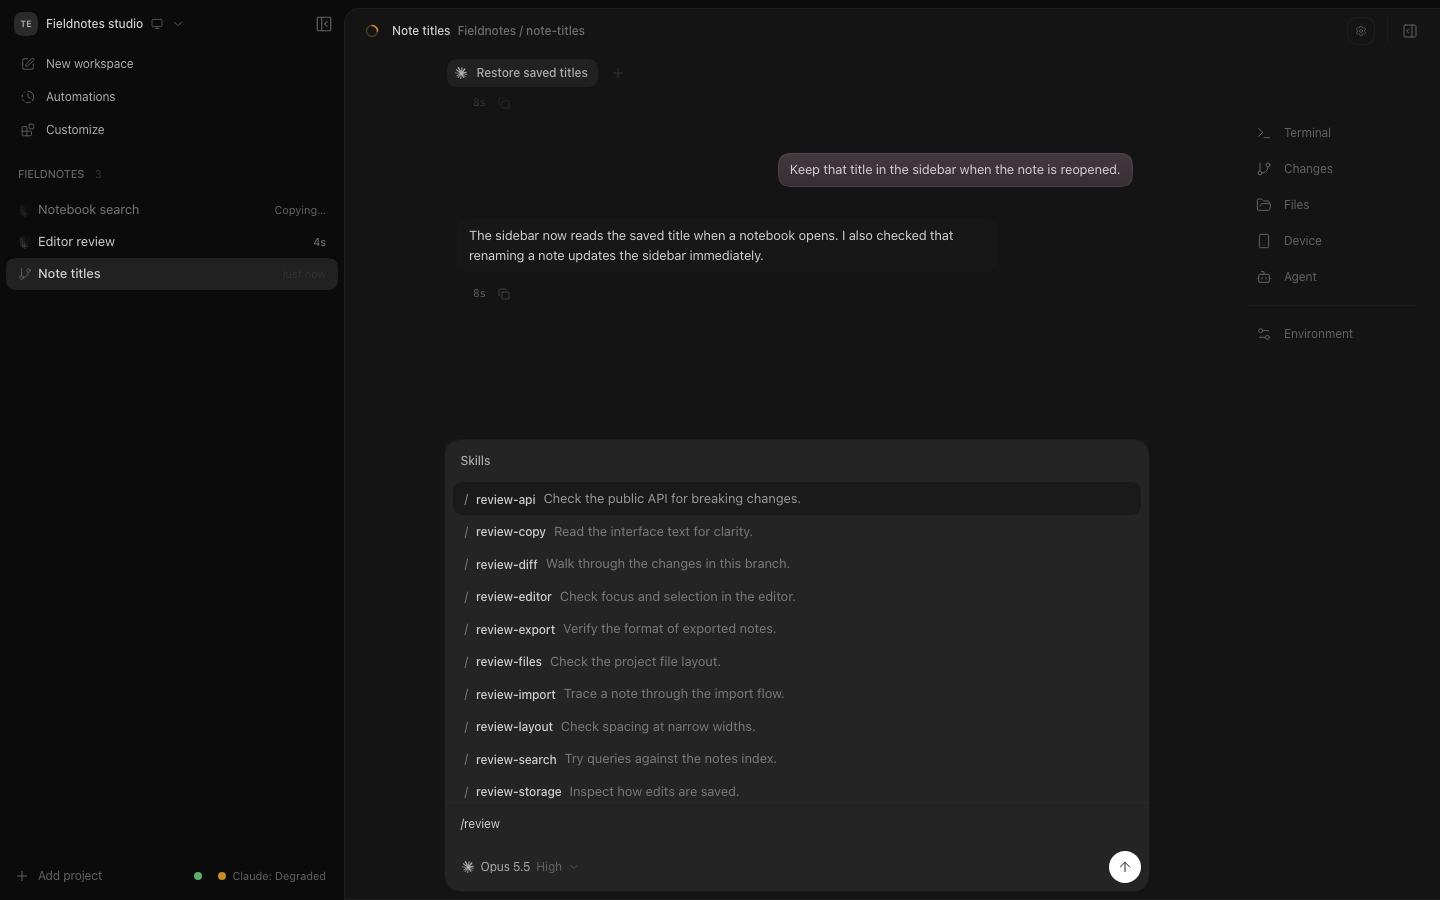 TE Fieldnotes studio
New workspace
Automations
Customize
FIELDNOTES 3
Notebook search Copying...
Editor review 4s
Note titles just now
Add project
Claude: Degraded
Note titles Fieldnotes / note-titles
Restore saved titles
8s
Keep that title in the sidebar when the note is reopened.
The sidebar now reads the saved title when a notebook opens. I also checked that
renaming a note updates the sidebar immediately.
8s
Skills
/ review-api Check the public API for breaking changes.
/ review-copy Read the interface text for clarity.
/ review-diff Walk through the changes in this branch.
/ review-editor Check focus and selection in the editor.
/ review-export Verify the format of exported notes.
/ review-files Check the project file layout.
/ review-import Trace a note through the import flow.
/ review-layout Check spacing at narrow widths.
/ review-search Try queries against the notes index.
/ review-storage Inspect how edits are saved.
/review
Opus 5.5 High
Terminal
Changes
Files
Device
Agent
Environment